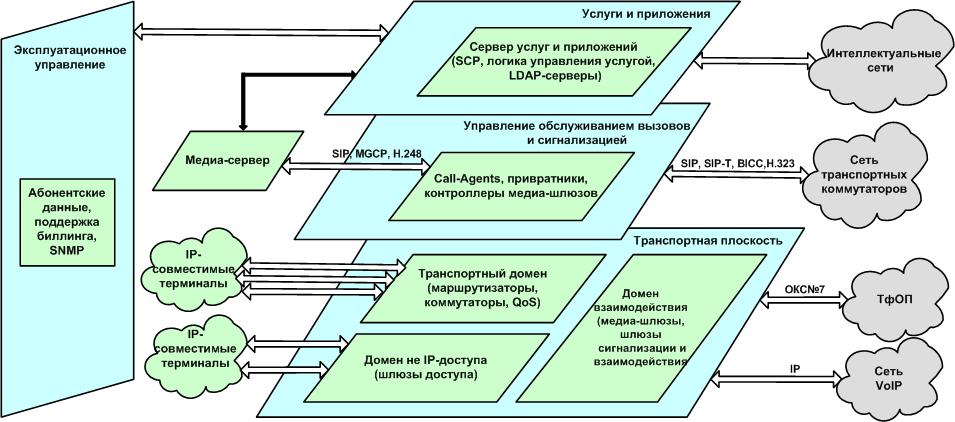 Эксплуатационное
управление
Абонентские
данные,
поддержка
биллинга,
SNMP
Услуги и приложения
Сервер услуг и приложений
(SCP, логика управления услугой,
LDAP-серверы)
Интеллектуальные
сети
Медиа-сервер
SIP, MGCP, H.248
Управление обслуживанием вызовов
и сигнализацией
Call-Agents, привратники,
контроллеры медиа-шлюзов
SIP, SIP-T, BICC,H.323
Сеть
транспортных
коммутаторов
IP-
совместимые
терминалы
Транспортная плоскость
Транспортный домен
(маршрутизаторы,
коммутаторы, QoS)
Домен
взаимодействия
(медиа-шлюзы,
шлюзы
сигнализации и
взаимодействия
ОКС№7
ТфОП
IP-
совместимые
терминалы
Домен не IP-доступа
(шлюзы доступа)
IP
Сеть
VoIP